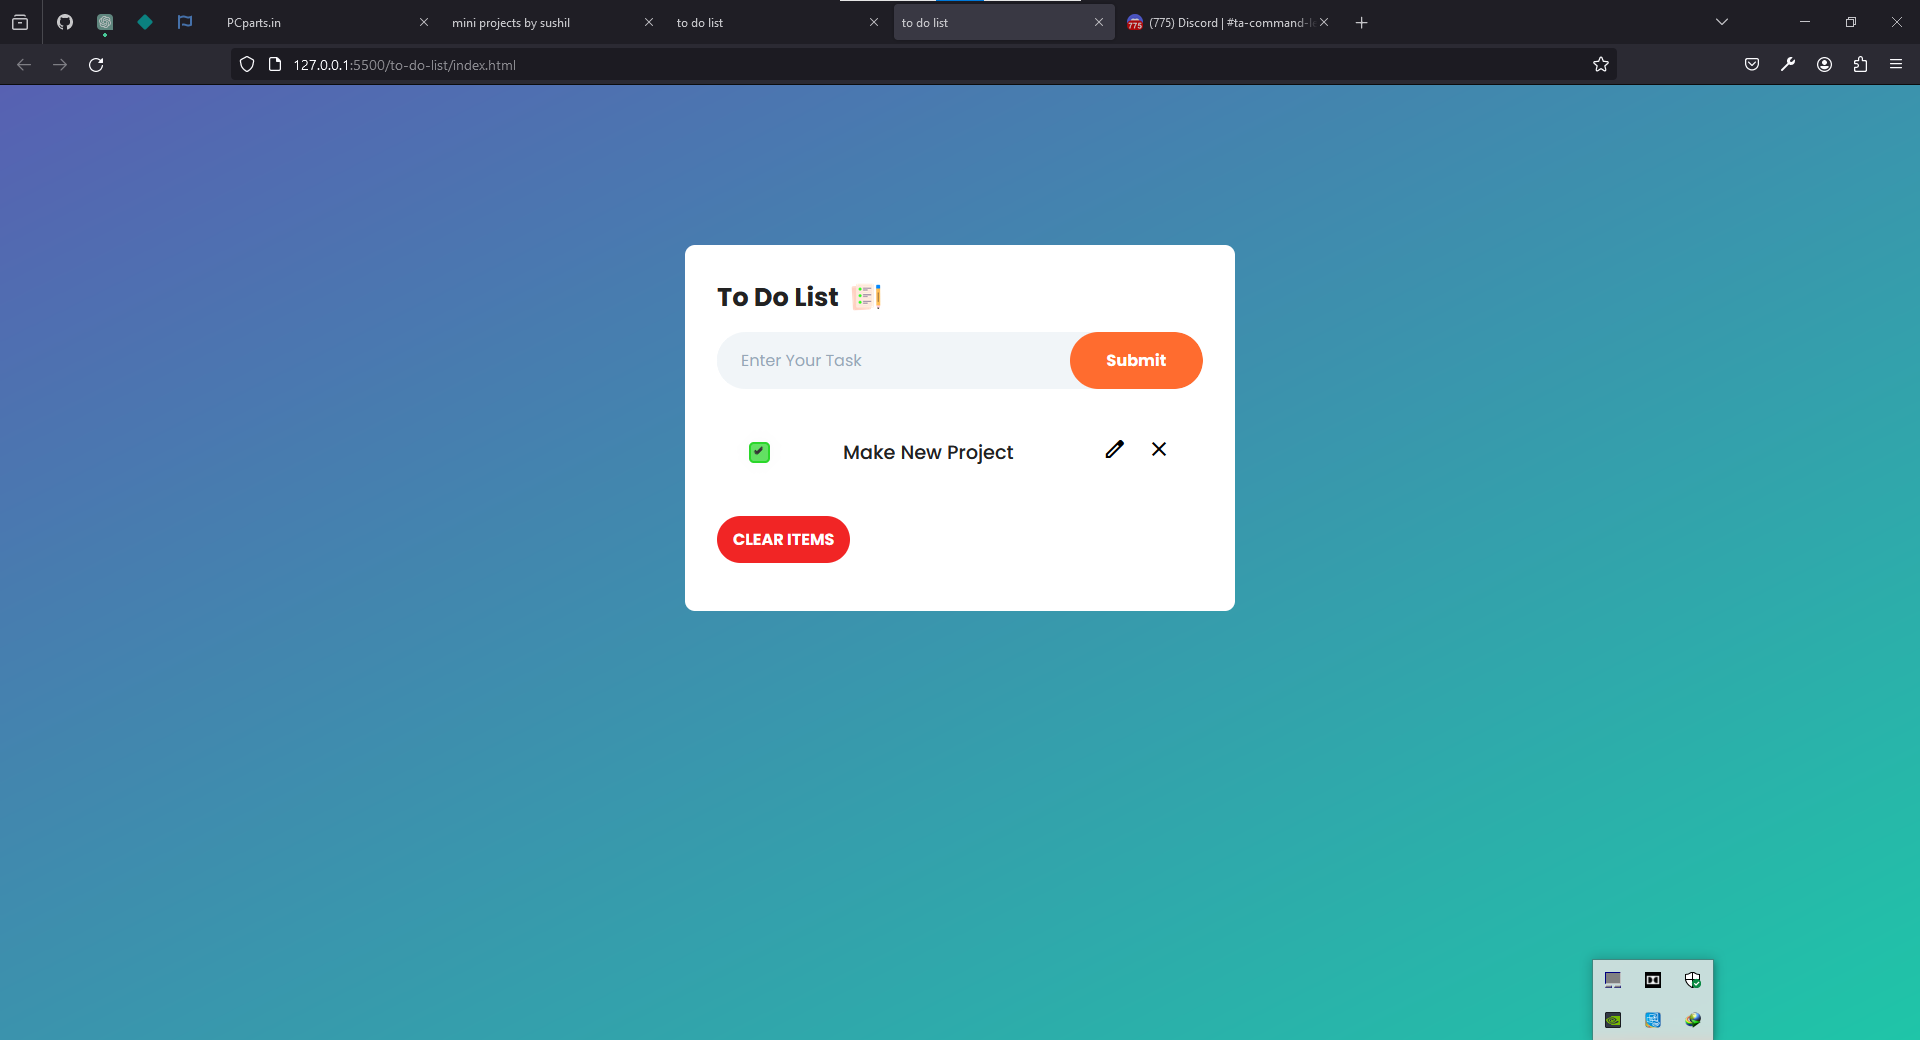 PCparts.in
mini projects by sushil
to do list
to do list
775
(775) Discord | #ta-command-l
127.0.0.1:5500/to-do-list/index.html
To Do List
Enter Your Task
Submit
Make New Project
CLEAR ITEMS